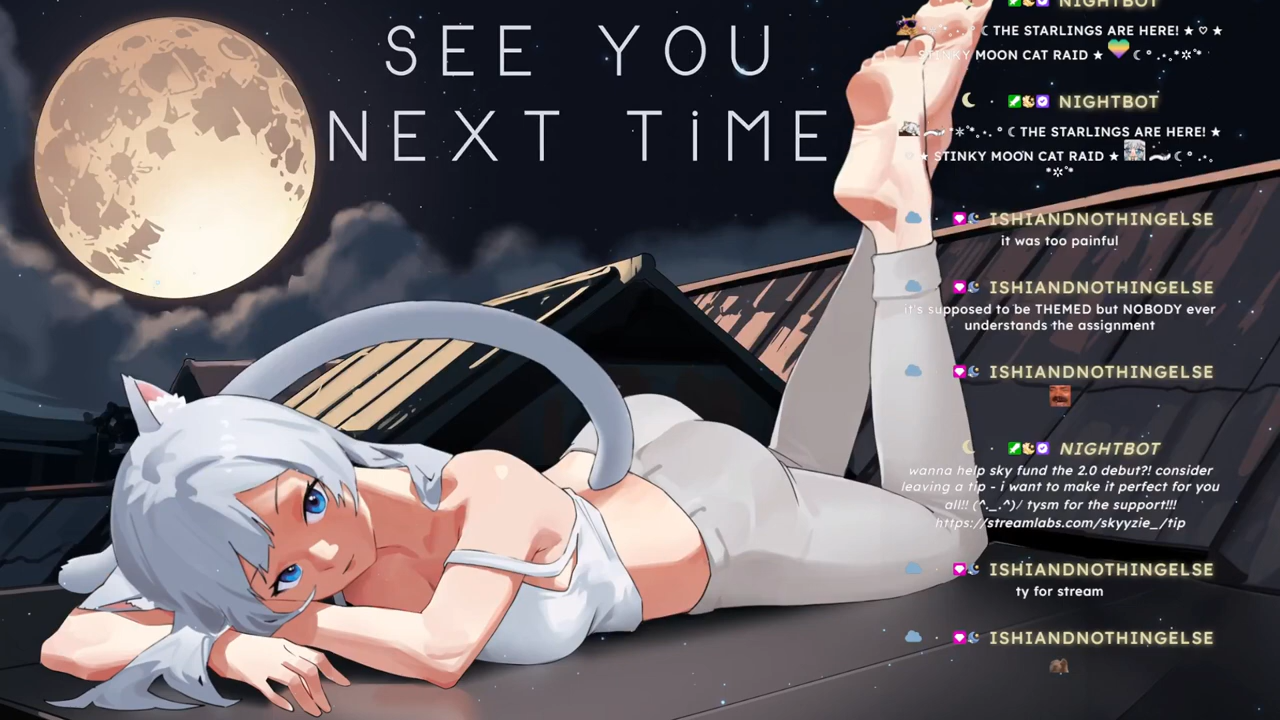 SEE YOU
NEXT TiME
NIGHTBOT
☾ THE STARLINGS ARE HERE! ★ ♡ ★
STINKY MOON CAT RAID ★ ☾
NIGHTBOT
☾ THE STARLINGS ARE HERE! ★
★ STINKY MOON CAT RAID ★ ☾
ISHIANDNOTHINGELSE
it was too painful
ISHIANDNOTHINGELSE
it's supposed to be THEMED but NOBODY ever
understands the assignment
ISHIANDNOTHINGELSE
NIGHTBOT
wanna help sky fund the 2.0 debut?! consider
leaving a tip - i want to make it perfect for you
all!! (^._.^)/ tysm for the support!!!
https://streamlabs.com/skyyzie_/tip
ISHIANDNOTHINGELSE
ty for stream
ISHIANDNOTHINGELSE